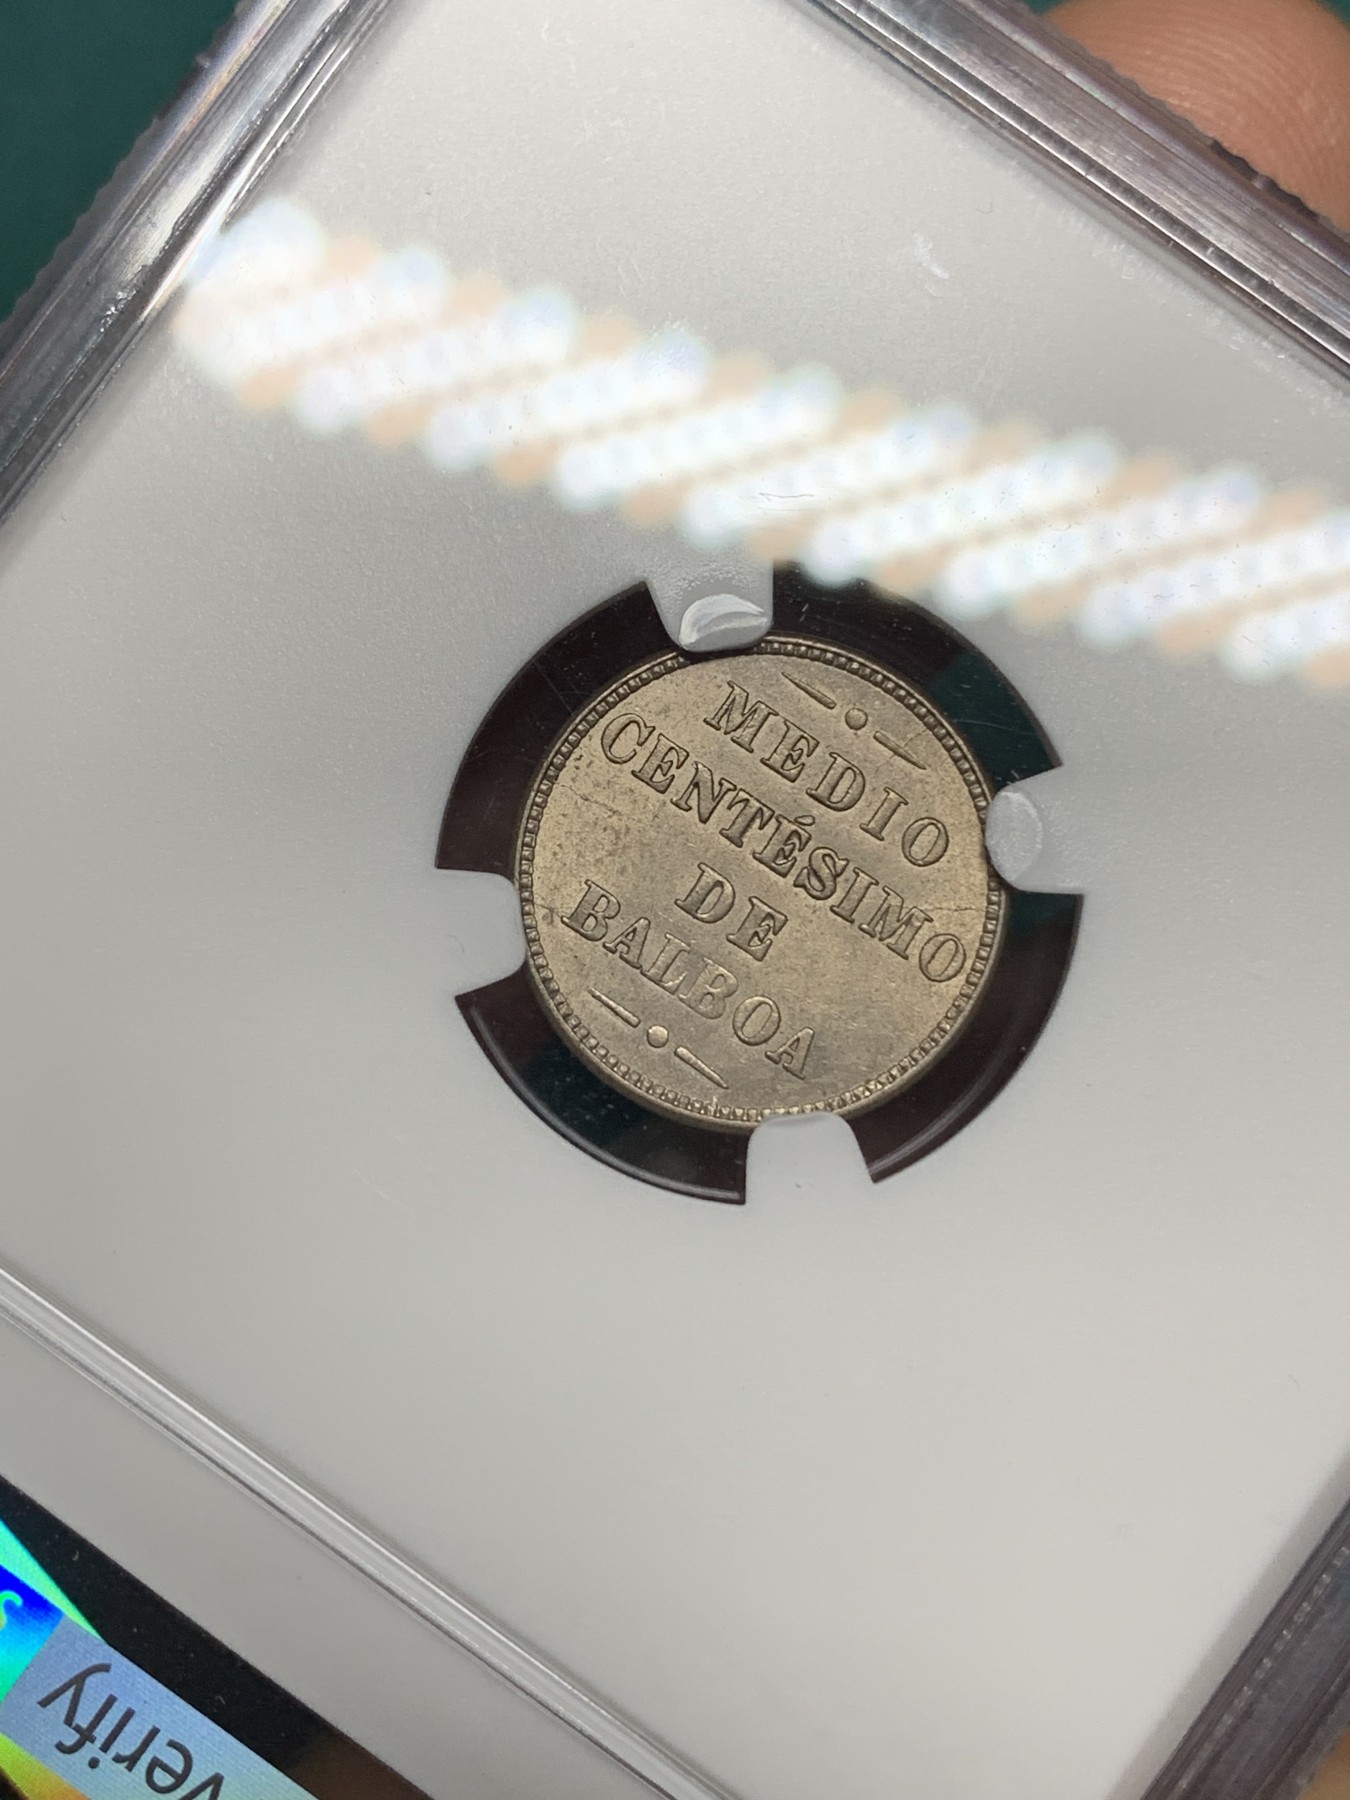 MEDIO
CENTÉSIMO
DE
BALBOA
verify